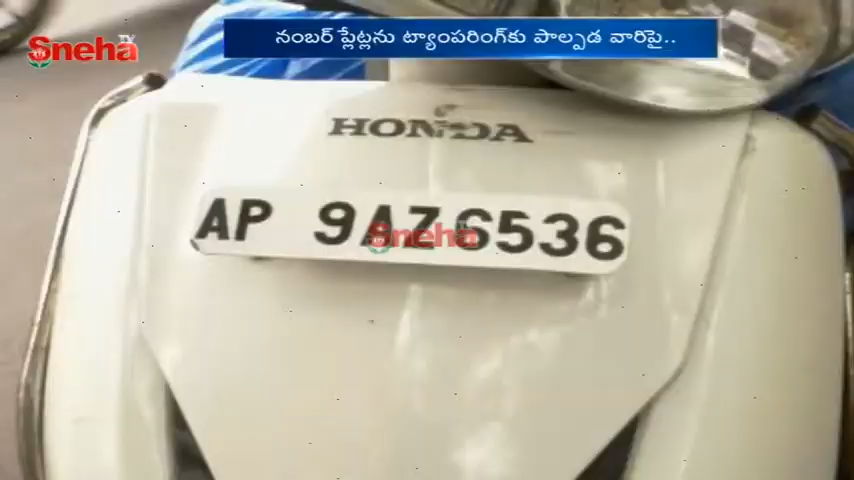 నంబర్ ప్లేట్లను ట్యాంపరింగ్‌కు పాల్పడ వారిపై..
Sneha TV
HONDA
AP 9AZ6536
Sneha